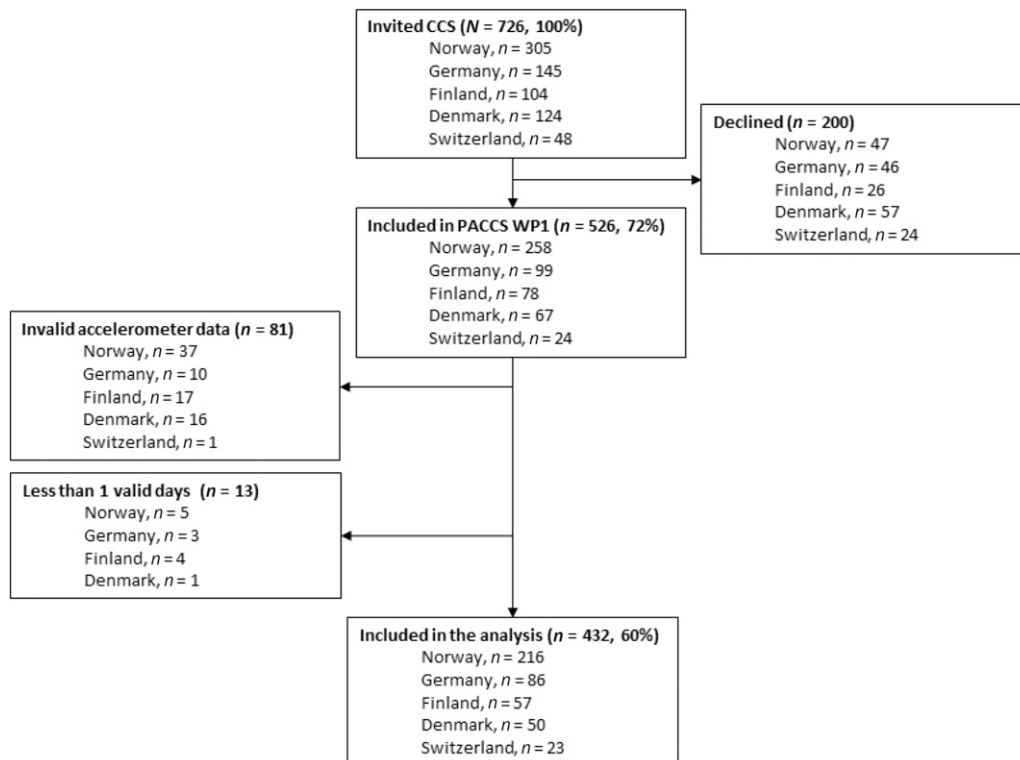 Invited CCS (N = 726, 100%)
Norway, n = 305
Germany, n = 145
Finland, n = 104
Denmark, n = 124
Switzerland, n = 48
Declined (n = 200)
Norway, n = 47
Germany, n = 46
Finland, n = 26
Denmark, n = 57
Switzerland, n = 24
Included in PACCS WP1 (n = 526, 72%)
Norway, n = 258
Germany, n = 99
Finland, n = 78
Denmark, n = 67
Switzerland, n = 24
Invalid accelerometer data (n = 81)
Norway, n = 37
Germany, n = 10
Finland, n = 17
Denmark, n = 16
Switzerland, n = 1
Less than 1 valid days (n = 13)
Norway, n = 5
Germany, n = 3
Finland, n = 4
Denmark, n = 1
Included in the analysis (n = 432, 60%)
Norway, n = 216
Germany, n = 86
Finland, n = 57
Denmark, n = 50
Switzerland, n = 23